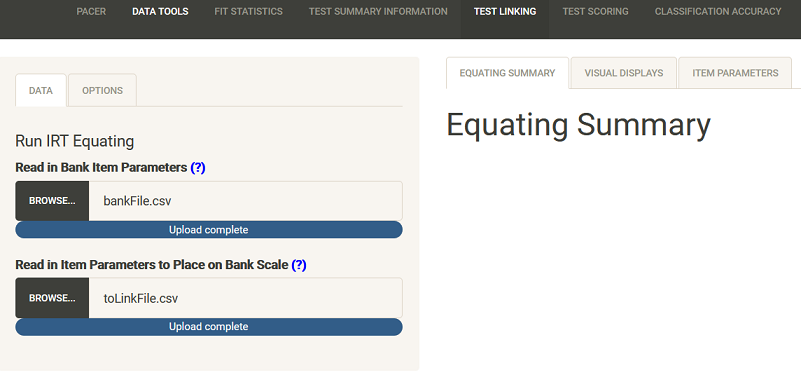 PACER DATA TOOLS FIT STATISTICS TEST SUMMARY INFORMATION TEST LINKING TEST SCORING CLASSIFICATION ACCURACY
DATA OPTIONS
Run IRT Equating
Read in Bank Item Parameters (?)
BROWSE... bankFile.csv
Upload complete
Read in Item Parameters to Place on Bank Scale (?)
BROWSE... toLinkFile.csv
Upload complete
EQUATING SUMMARY VISUAL DISPLAYS ITEM PARAMETERS
Equating Summary